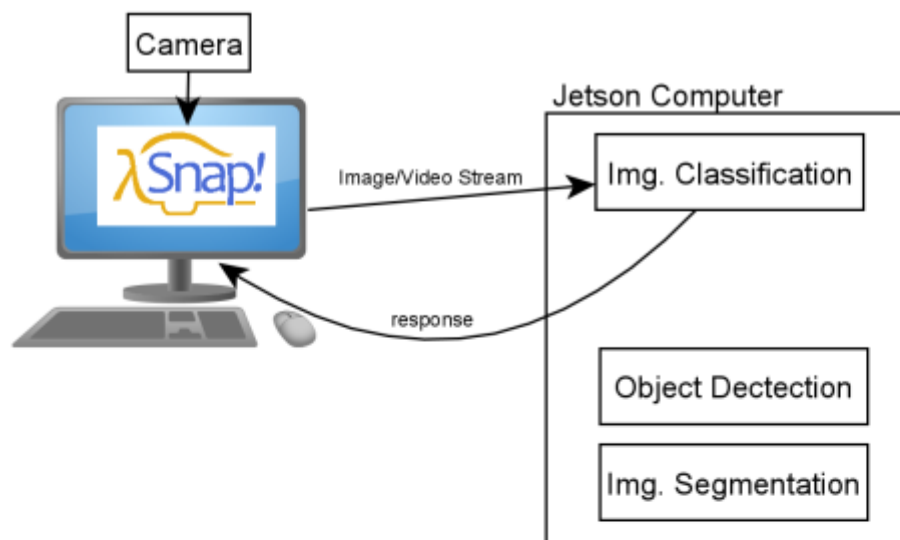 Camera
Jetson Computer
λSnap!
Image/Video Stream
Img. Classification
response
Object Dectection
Img. Segmentation